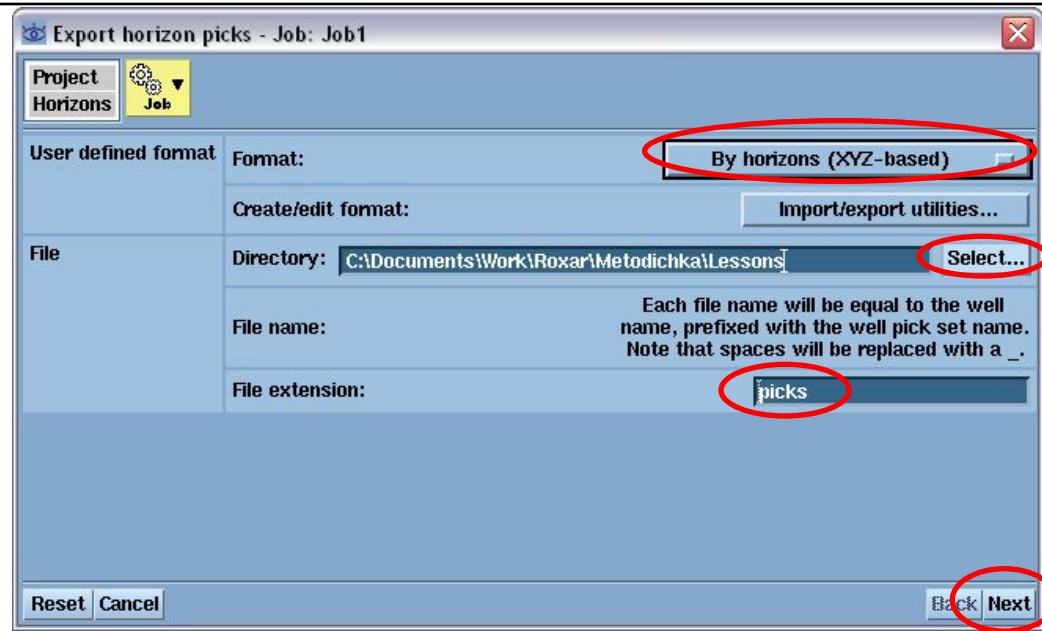 Export horizon picks - Job: Job1
Project
Horizons
Job
User defined format
Format:
By horizons (XYZ-based)
Create/edit format:
Import/export utilities...
File
Directory:
C:\Documents\Work\Roxar\Metodichka\Lessons
Select...
File name:
Each file name will be equal to the well
name, prefixed with the well pick set name.
Note that spaces will be replaced with a _.
File extension:
picks
Reset Cancel
Back Next